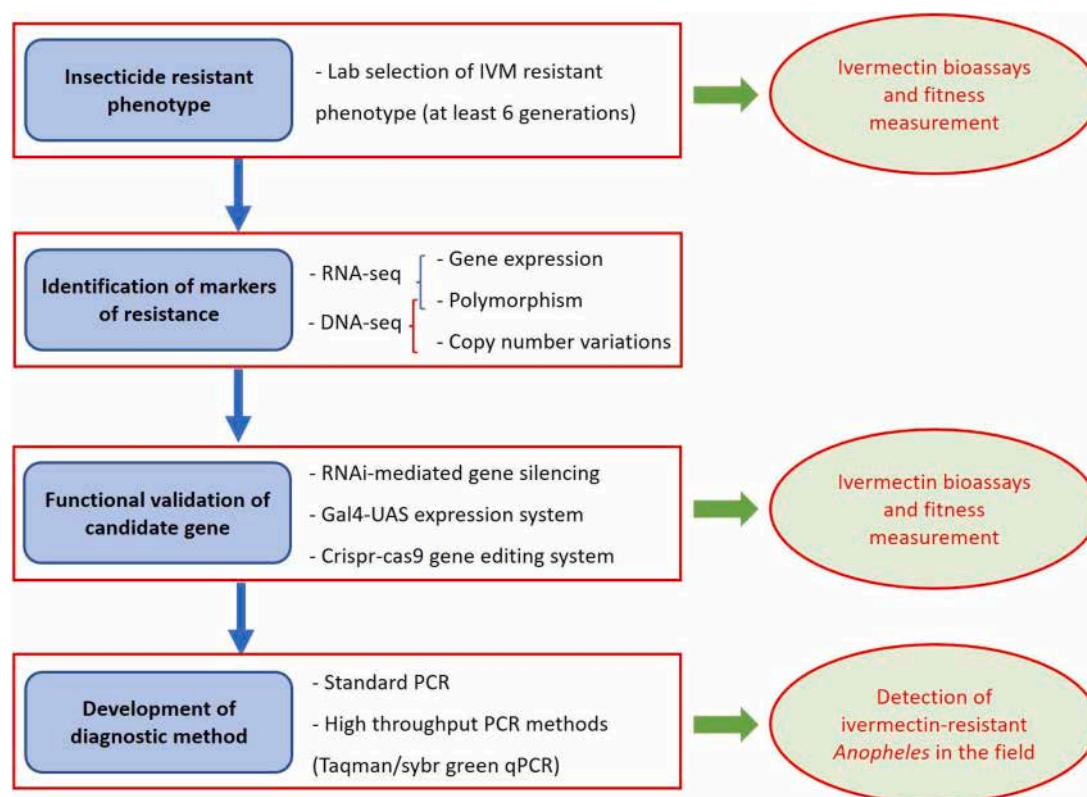 Insecticide resistant
phenotype
- Lab selection of IVM resistant
phenotype (at least 6 generations)
Ivermectin bioassays
and fitness
measurement
Identification of markers
of resistance
- RNA-seq
- DNA-seq
- Gene expression
- Polymorphism
- Copy number variations
Functional validation of
candidate gene
- RNAi-mediated gene silencing
- Gal4-UAS expression system
- Crispr-cas9 gene editing system
Ivermectin bioassays
and fitness
measurement
Development of
diagnostic method
- Standard PCR
- High throughput PCR methods
(Taqman/sybr green qPCR)
Detection of
ivermectin-resistant
Anopheles in the field